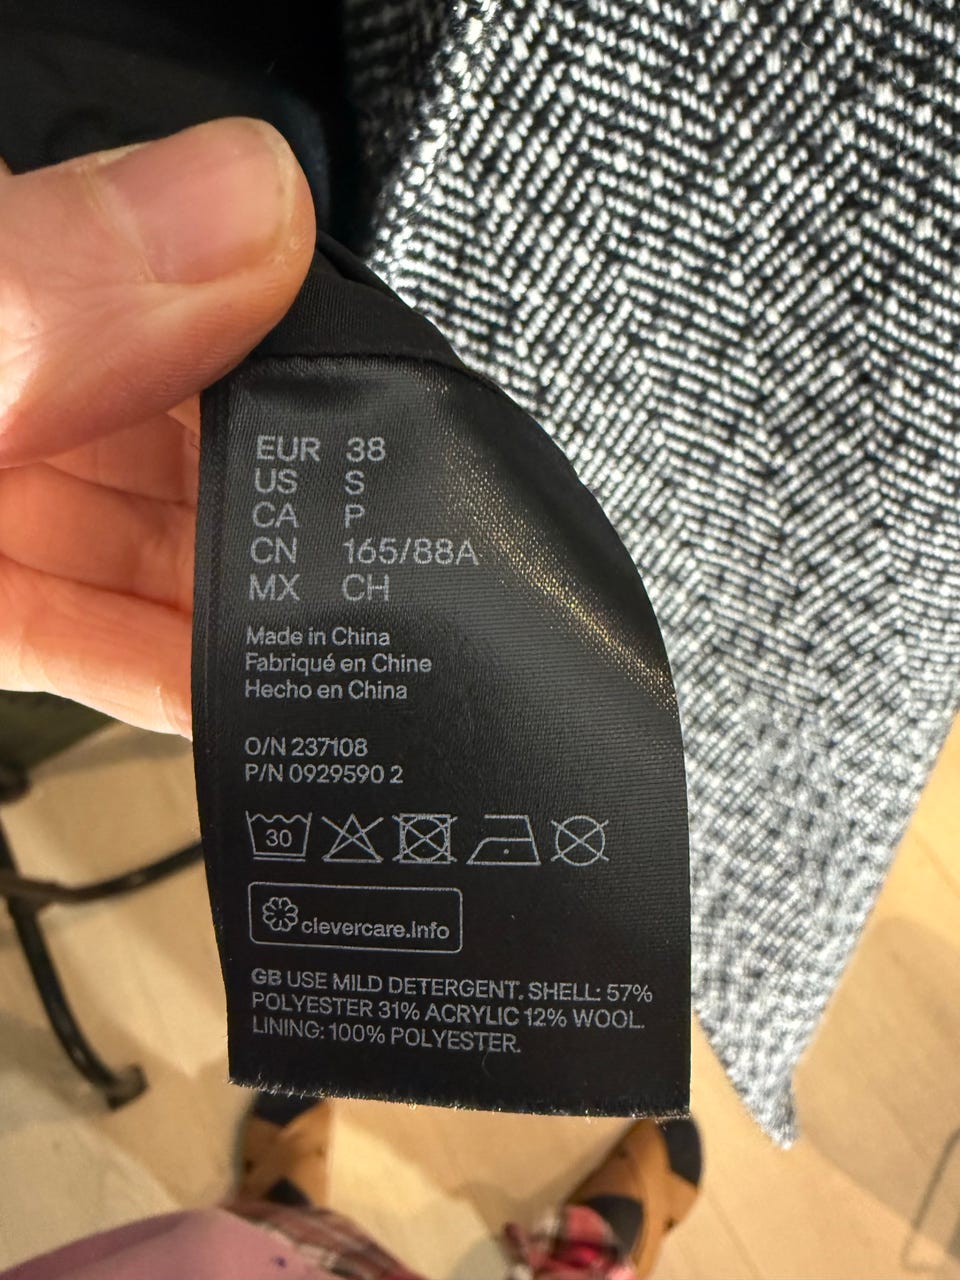 EUR 38
US S
CA P
CN 165/88A
MX CH
Made in China
Fabriqué en Chine
Hecho en China
O/N 237108
P/N 0929590 2
30
clevercare.info
GB USE MILD DETERGENT. SHELL: 57%
POLYESTER 31% ACRYLIC 12% WOOL.
LINING: 100% POLYESTER.